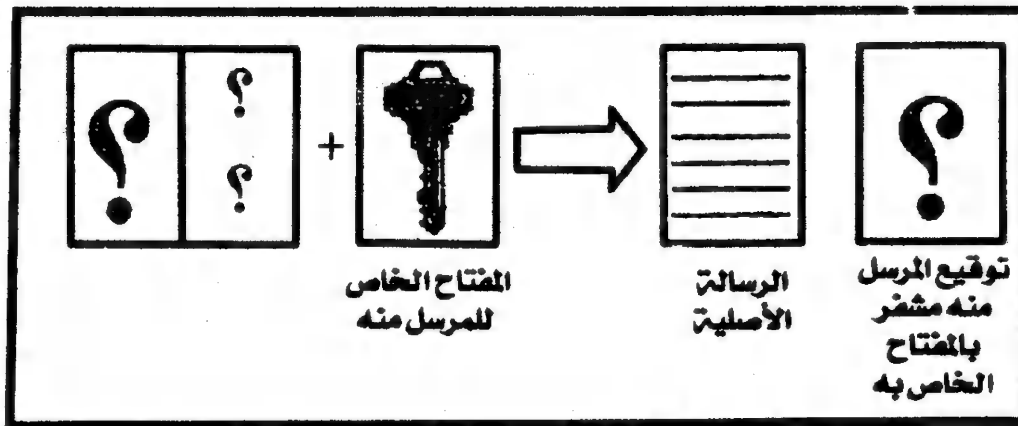 ؟
؟
؟
+
المفتاح الخاص
للمرسل منه
الرسالة
الأصلية
؟
توقيع المرسل
منه مشفر
بالمفتاح
الخاص به